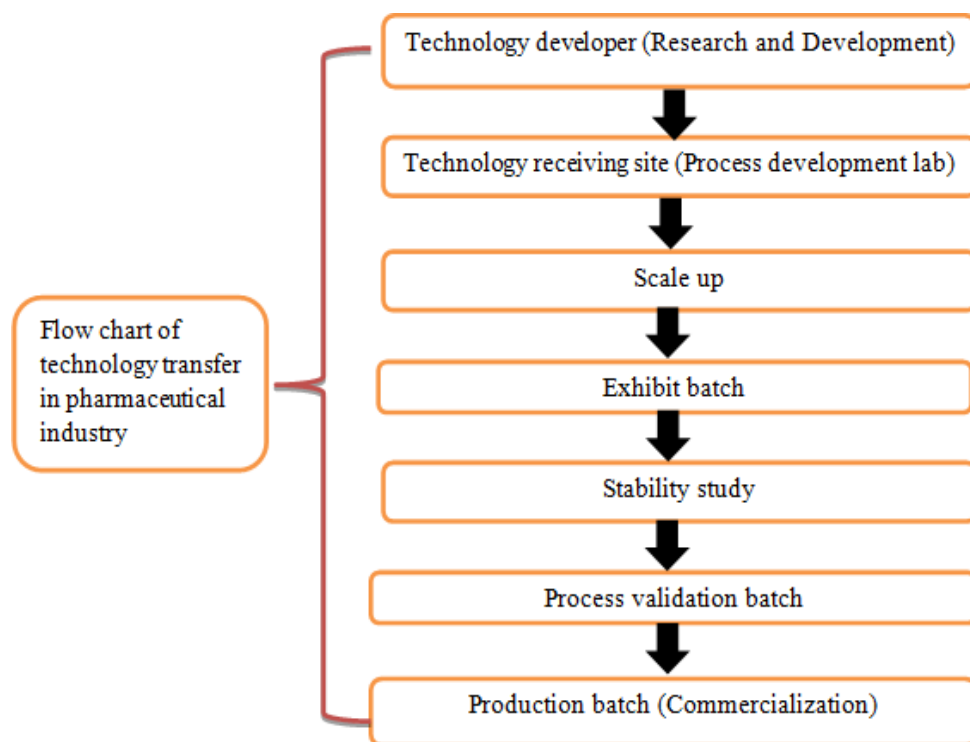 Technology developer (Research and Development)
Technology receiving site (Process development lab)
Scale up
Flow chart of
technology transfer
in pharmaceutical
industry
Exhibit batch
Stability study
Process validation batch
Production batch (Commercialization)